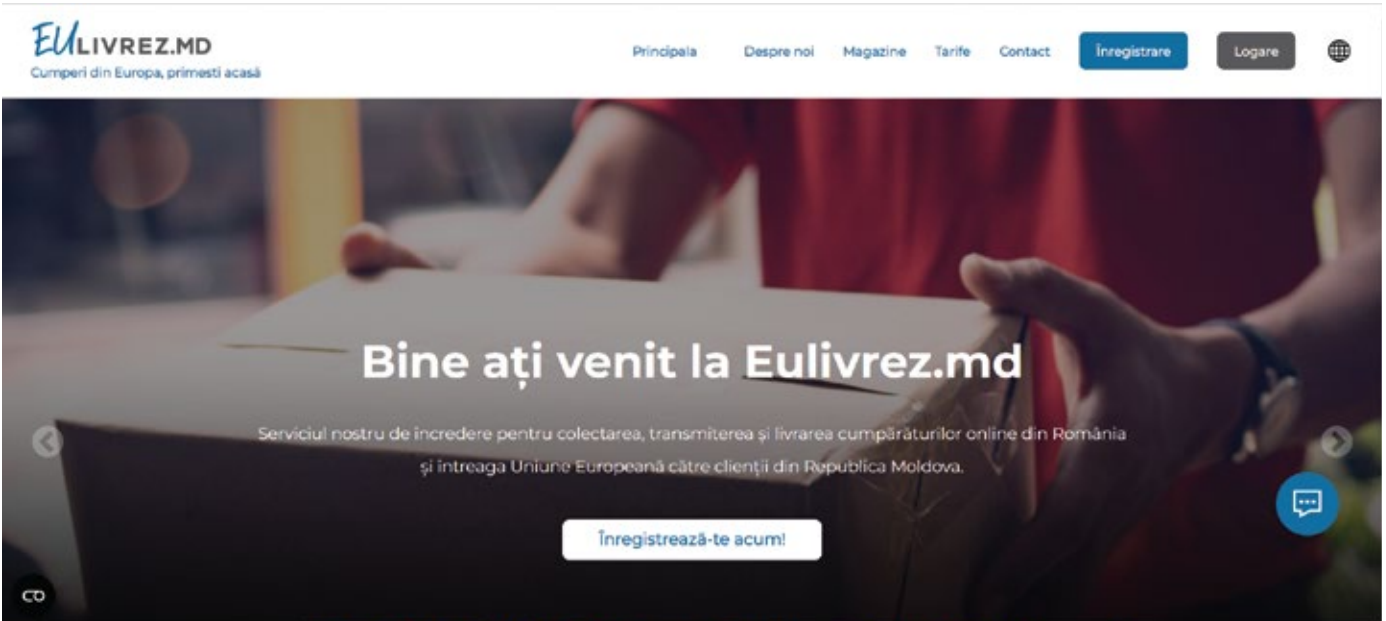 EULIVREZ.MD
Cumperi din Europa, primesti acasă
Principala Despre noi Magazine Tarife Contact Înregistrare Logare
Bine ați venit la Eulivrez.md
Serviciul nostru de incredere pentru colectarea, transmiterea și livrarea cumpărăturilor online din România
și intreaga Uniune Europeană către clienții din Republica Moldova.
Înregistrează-te acum!